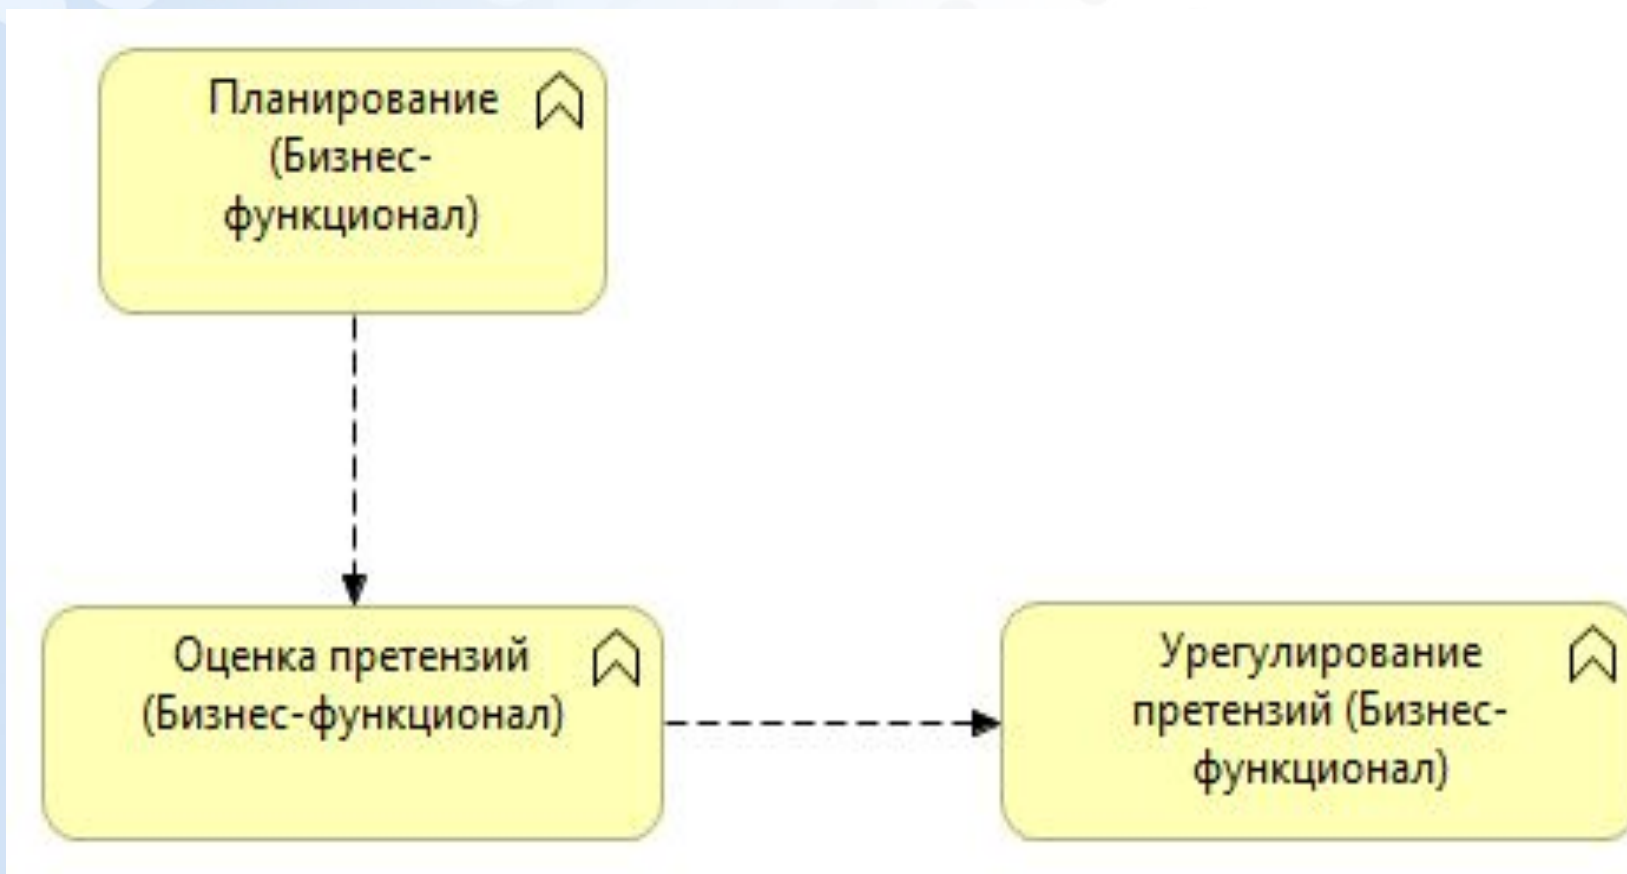 Планирование
(Бизнес-
функционал)
Оценка претензий
(Бизнес-функционал)
Урегулирование
претензий (Бизнес-
функционал)